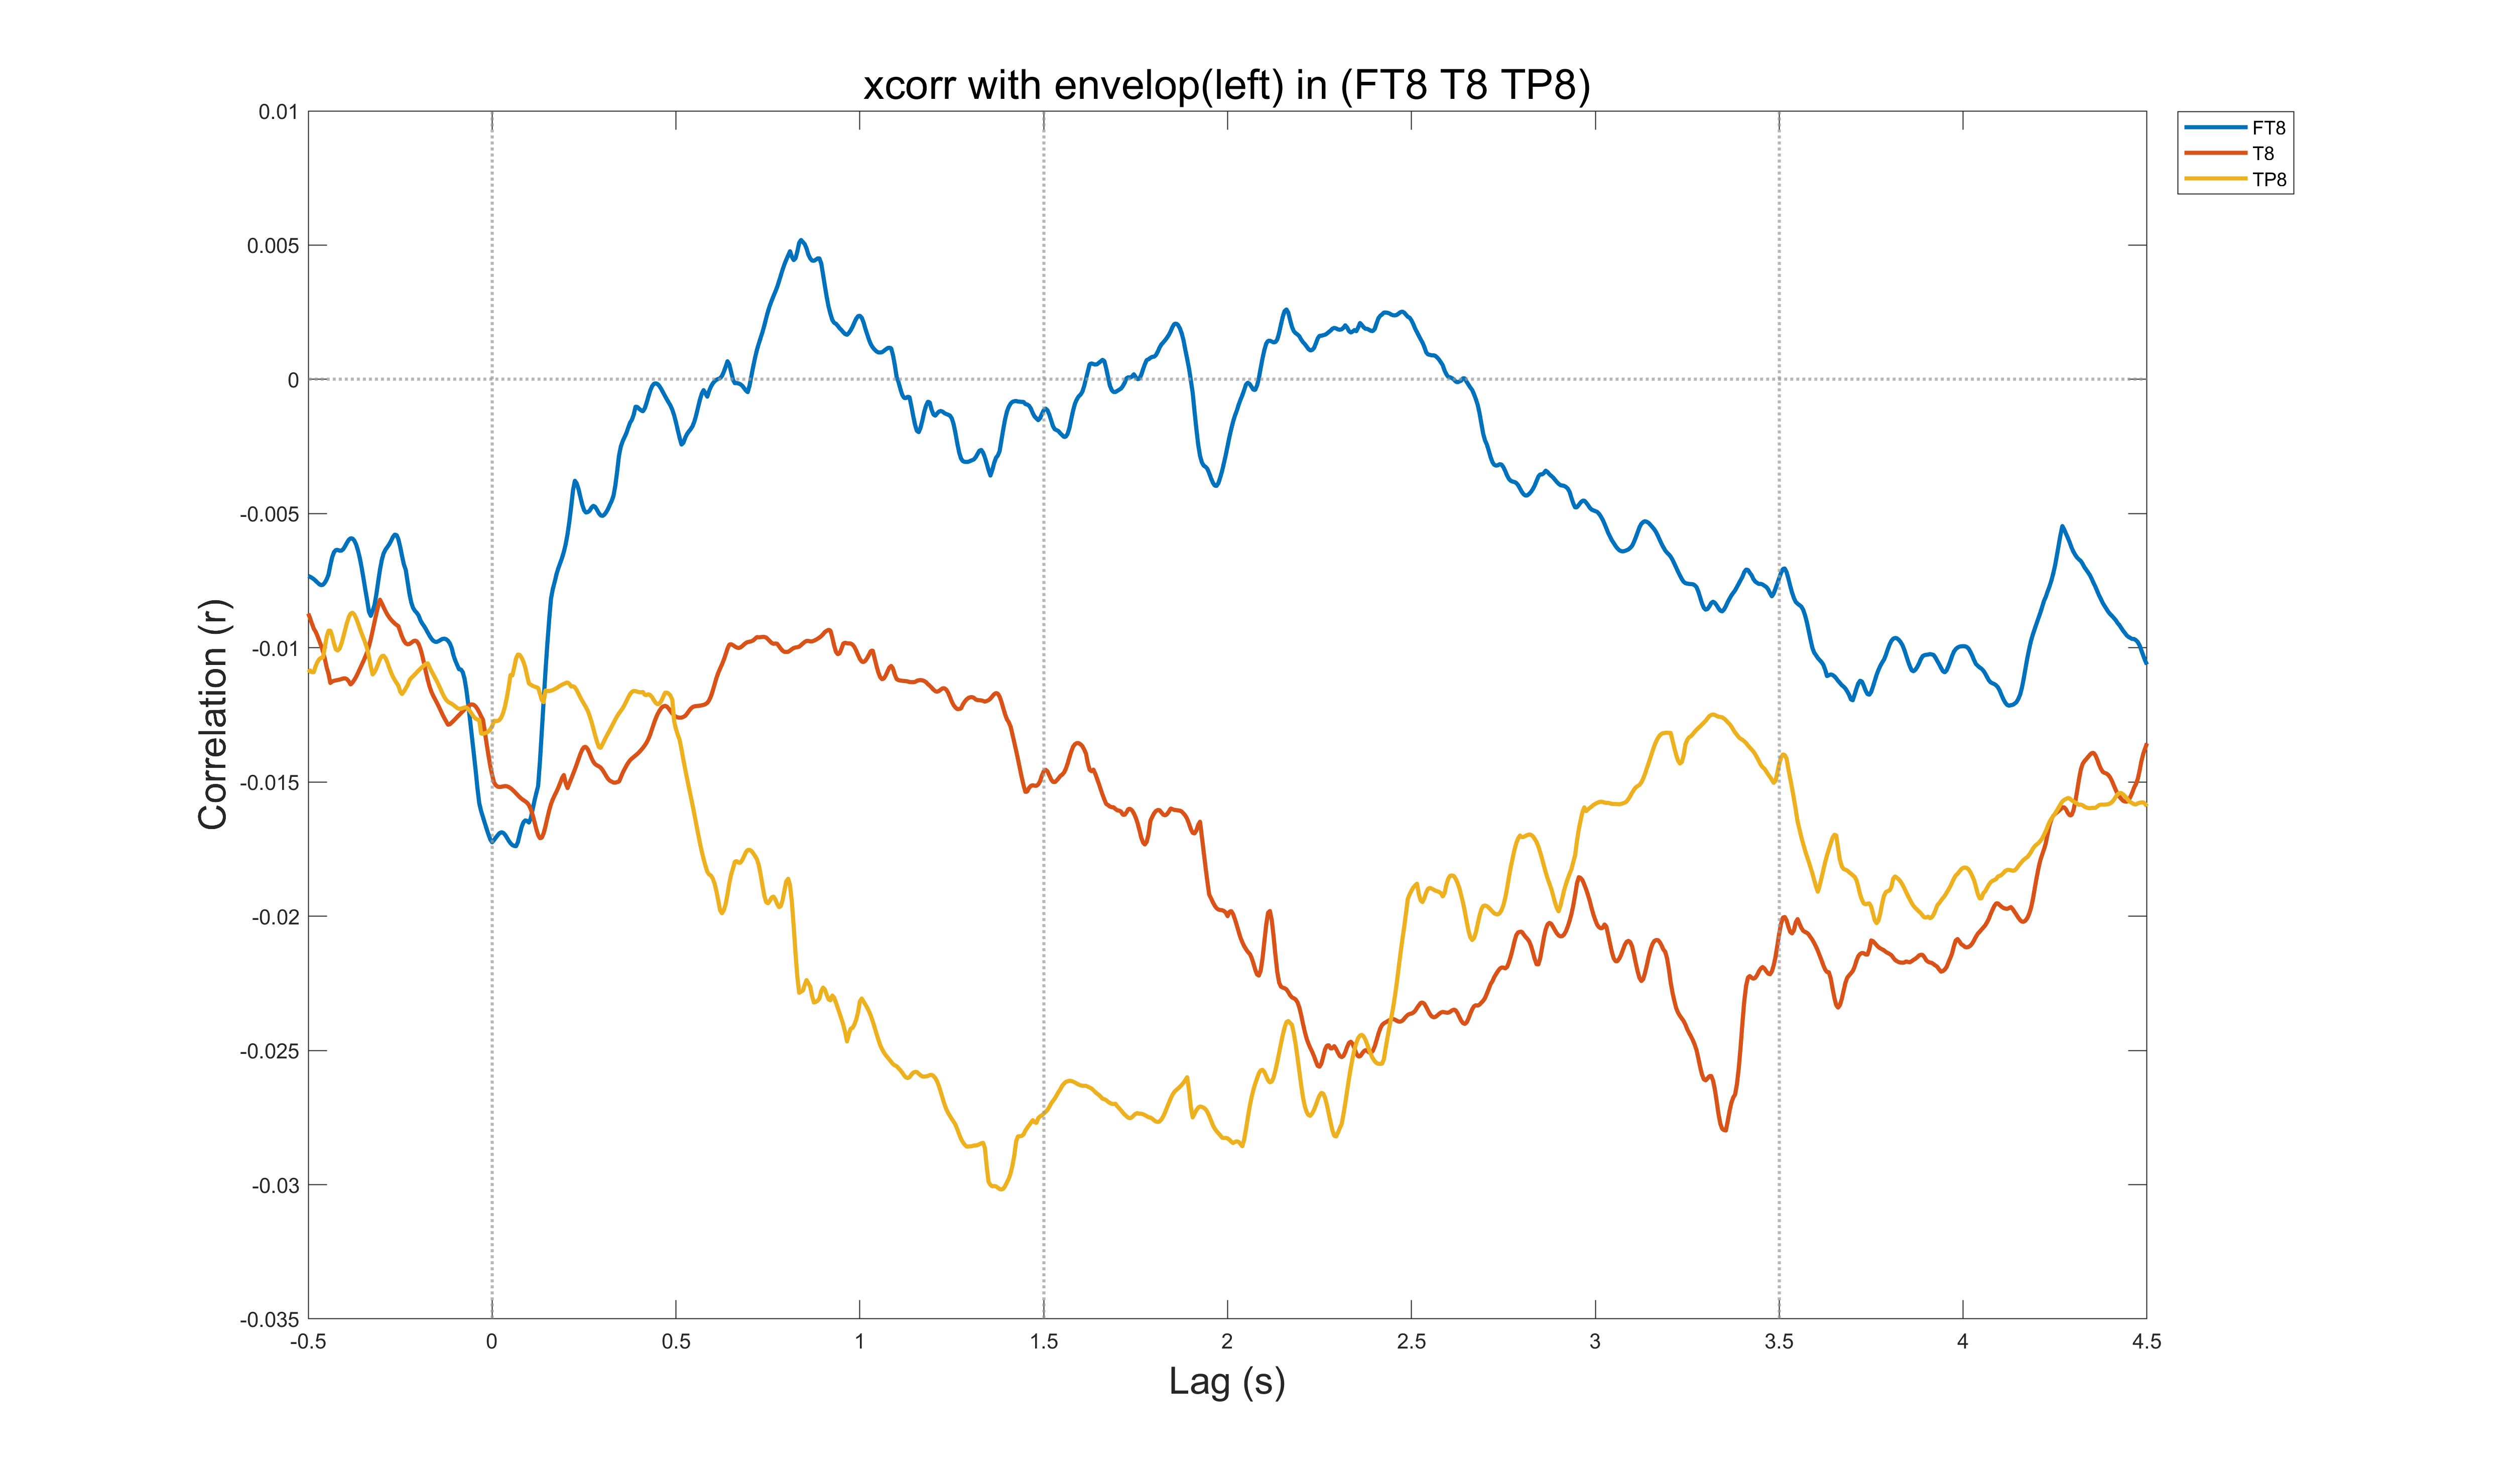 xcorr with envelop(left) in (FT8 T8 TP8)
FT8
T8
TP8
0.01
0.005
0
-0.005
-0.01
-0.015
-0.02
-0.025
-0.03
-0.035
Correlation (r)
-0.5 0 0.5 1 1.5 2 2.5 3 3.5 4 4.5
Lag (s)